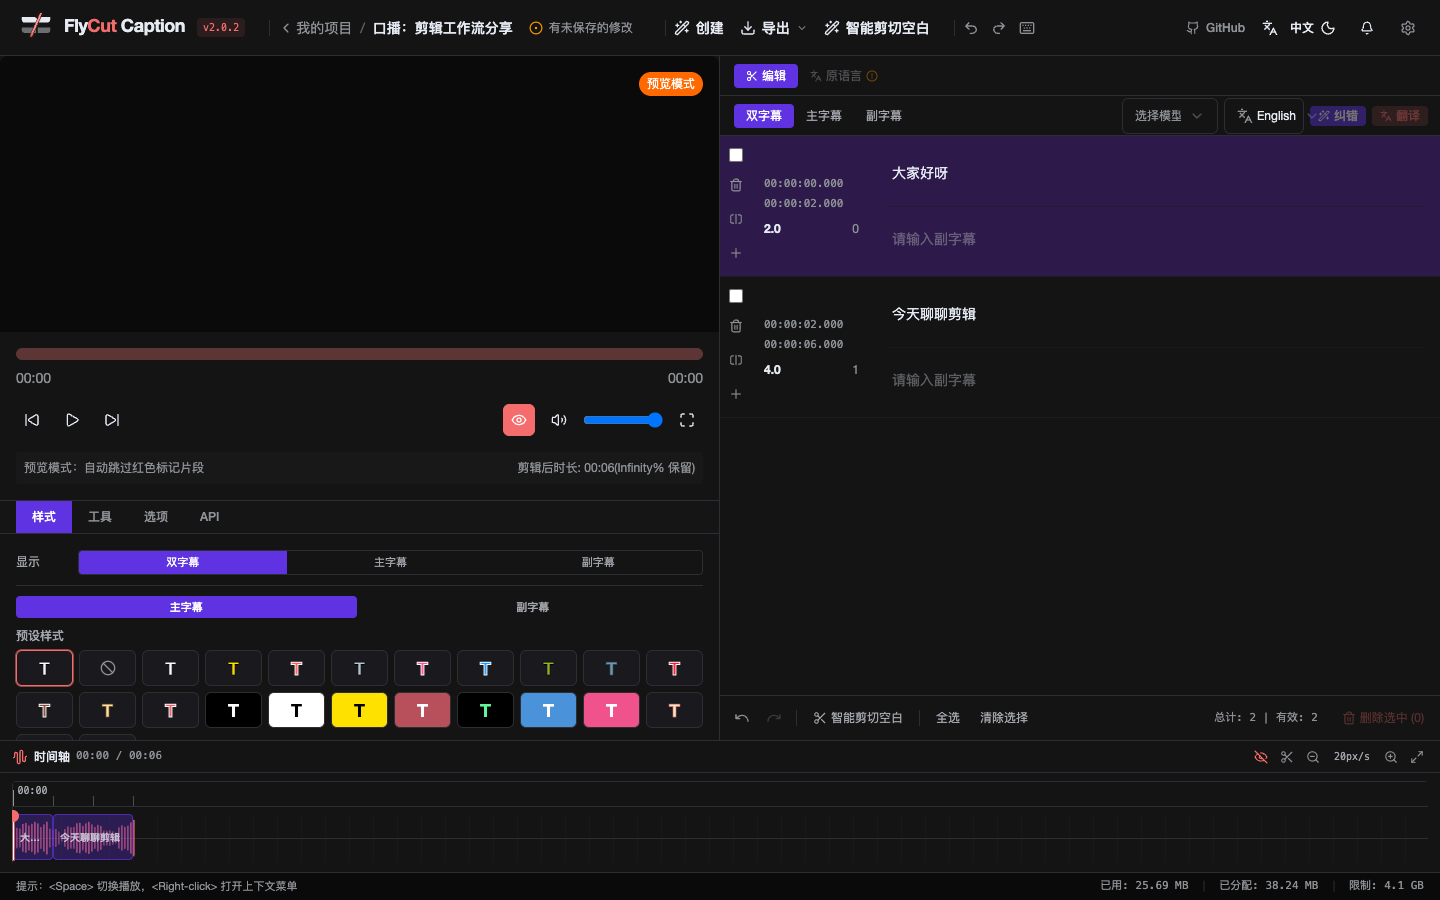 FlyCut Caption v2.0.2 我的项目 / 口播：剪辑工作流分享 有未保存的修改 创建 导出 智能剪切空白 GitHub 中文
预览模式
00:00 00:00
预览模式：自动跳过红色标记片段 剪辑后时长: 00:06(Infinity% 保留)
样式 工具 选项 API
显示 双字幕 主字幕 副字幕
主字幕 副字幕
预设样式
T T T T T T T T T T
T T T T T T T T T T T
编辑 原语言
双字幕 主字幕 副字幕 选择模型 English 纠错 翻译
大家好呀
00:00:00.000
00:00:02.000
2.0 0
请输入副字幕
今天聊聊剪辑
00:00:02.000
00:00:06.000
4.0 1
请输入副字幕
智能剪切空白 全选 清除选择 总计: 2 | 有效: 2 删除选中 (0)
时间轴 00:00 / 00:06 20px/s
00:00
大... 今天聊聊剪辑
提示：<Space> 切换播放，<Right-click> 打开上下文菜单 已用: 25.69 MB 已分配: 38.24 MB 限制: 4.1 GB